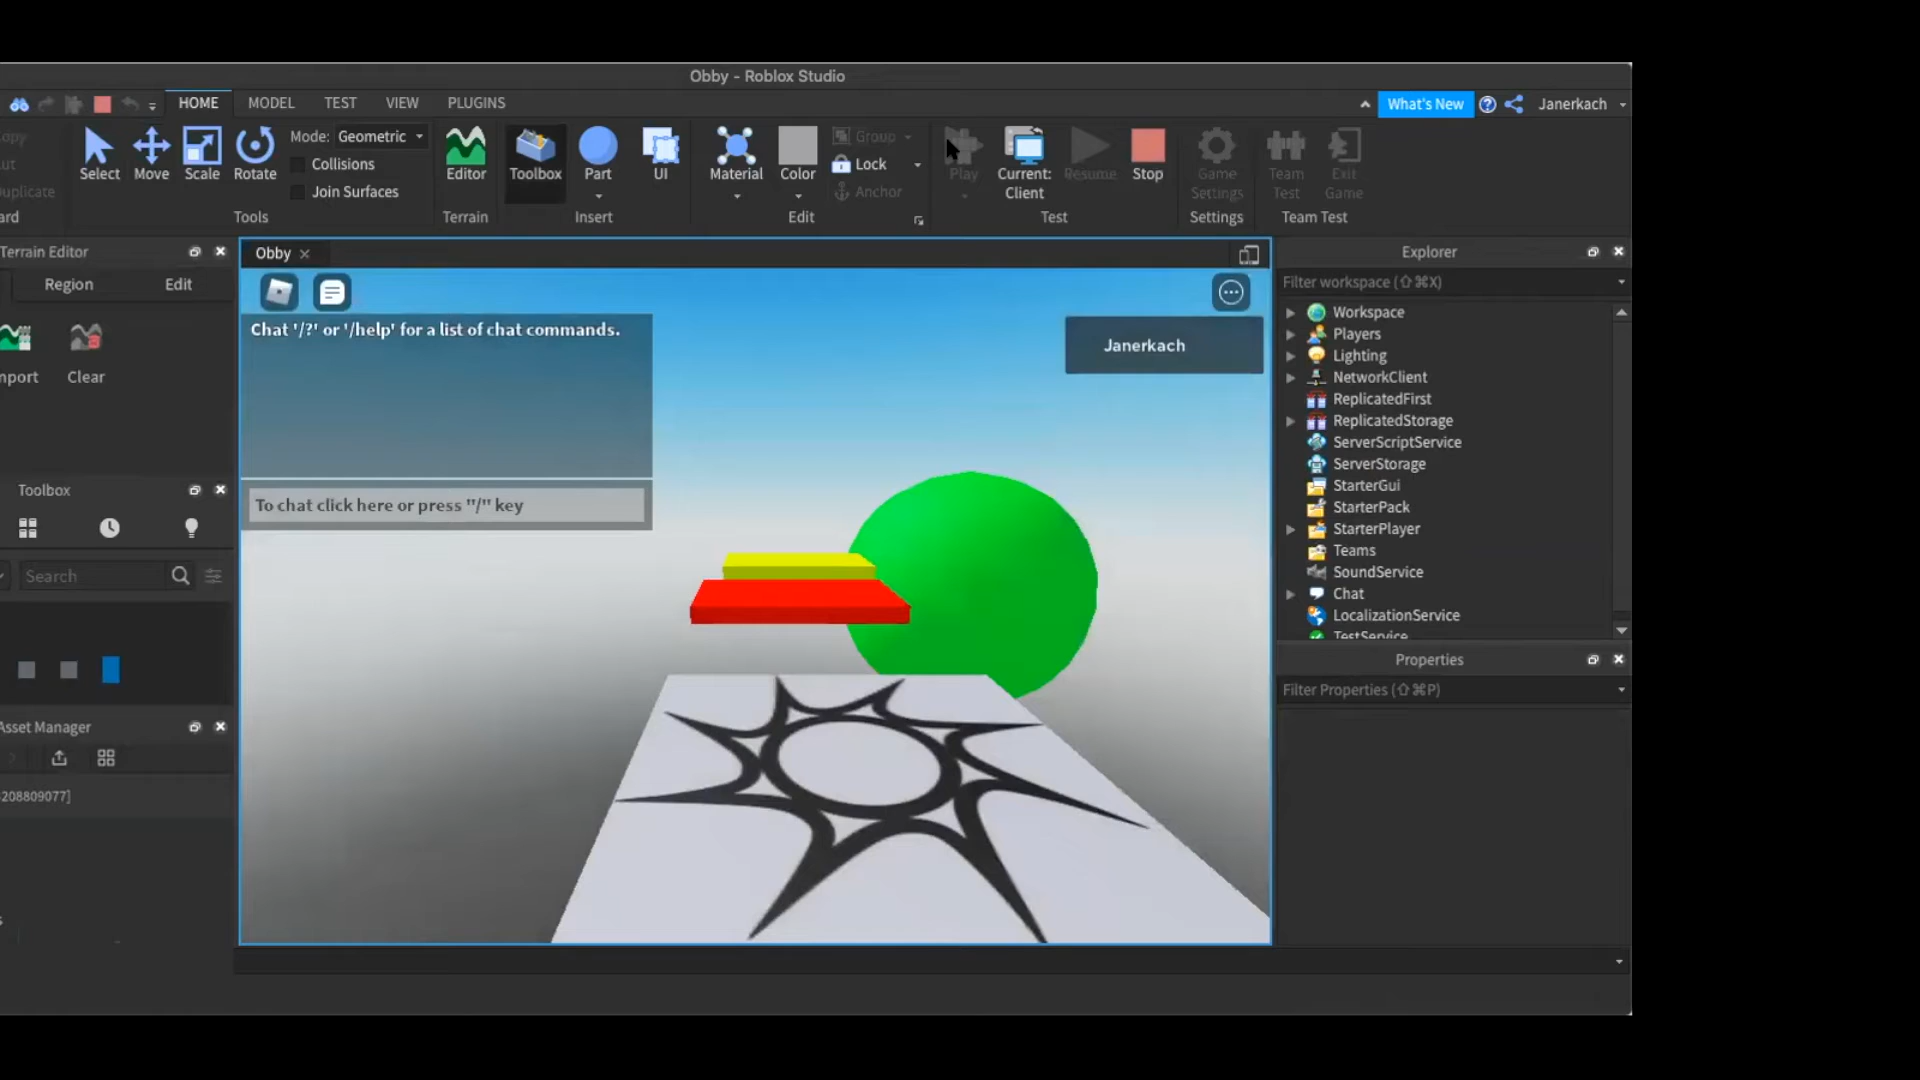 Obby - Roblox Studio
HOME MODEL TEST VIEW PLUGINS
What's New
Janerkach
Select
Move
Scale
Rotate
Mode: Geometric
Collisions
Join Surfaces
Tools
Editor
Terrain
Toolbox
Part
Insert
UI
Material
Color
Group
Lock
Anchor
Edit
Play
Current:
Client
Resume
Stop
Test
Game
Settings
Settings
Team
Test
Exit
Game
Team Test
Terrain Editor
Region Edit
Clear
Toolbox
Search
Asset Manager
208809077]
Obby
Chat '/?' or '/help' for a list of chat commands.
To chat click here or press "/" key
Janerkach
Explorer
Filter workspace (⇧⌘X)
Workspace
Players
Lighting
NetworkClient
ReplicatedFirst
ReplicatedStorage
ServerScriptService
ServerStorage
StarterGui
StarterPack
StarterPlayer
Teams
SoundService
Chat
LocalizationService
TestService
Properties
Filter Properties (⇧⌘P)